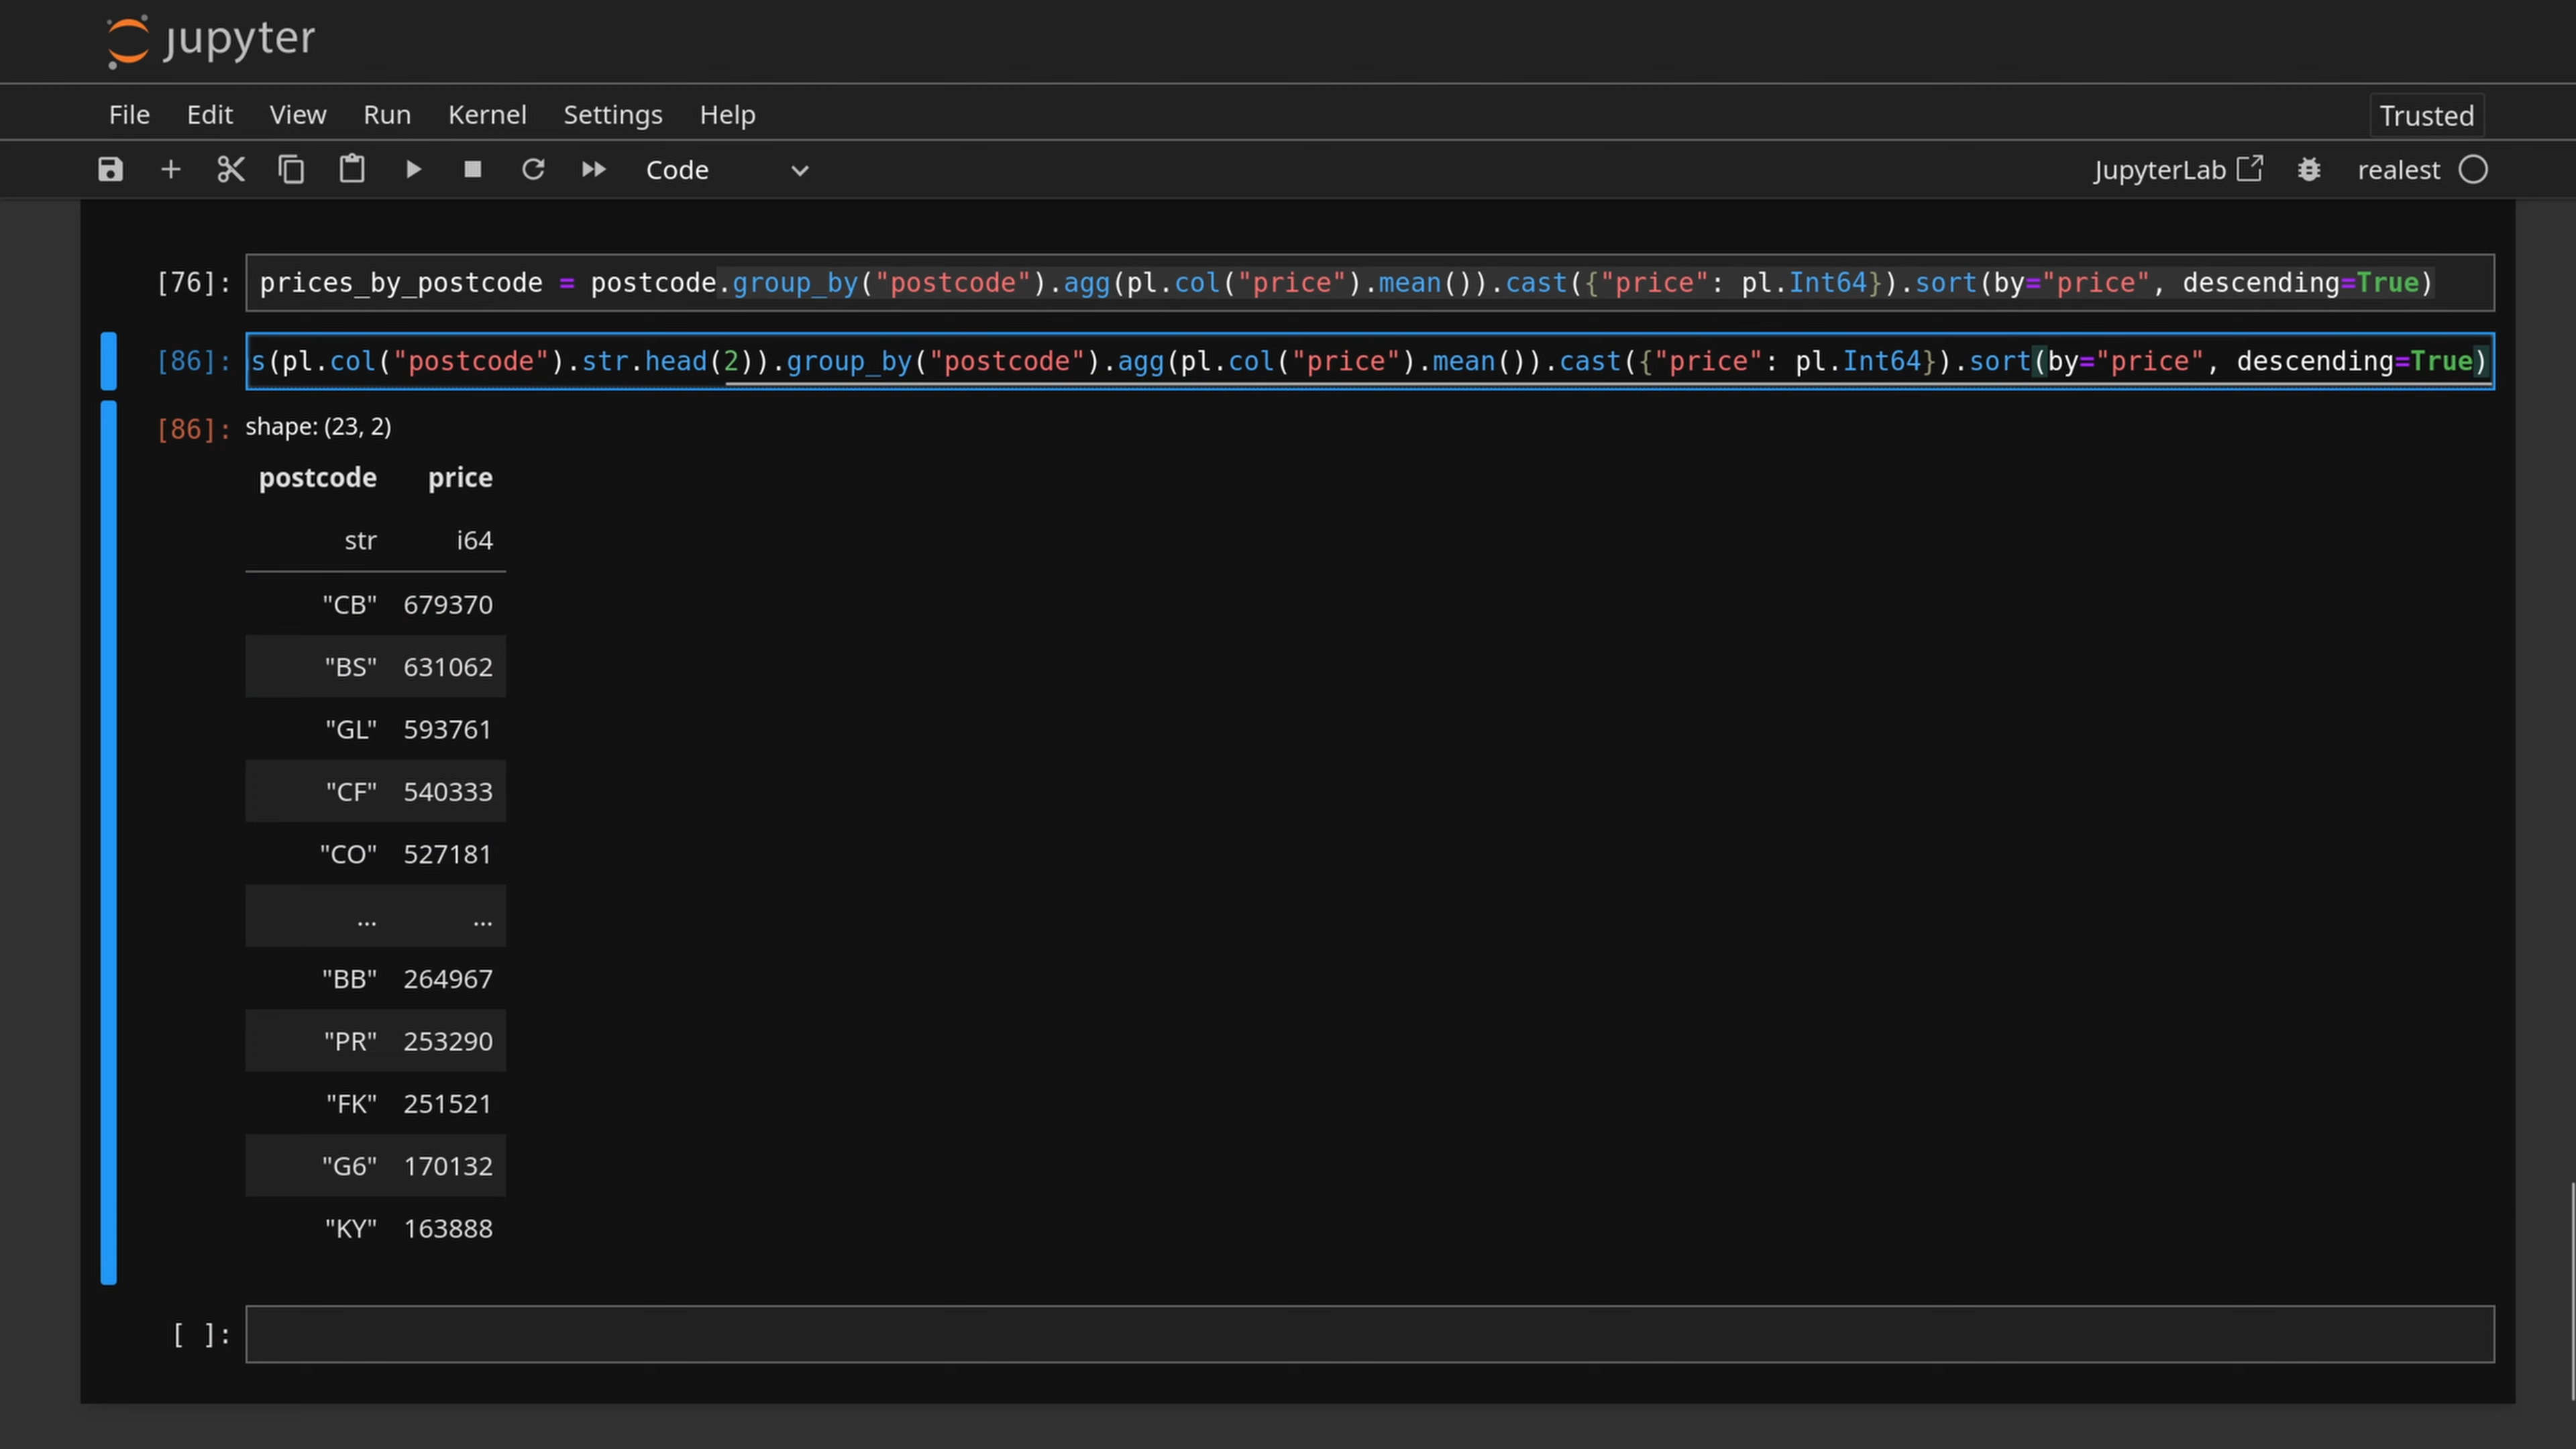 jupyter
File Edit View Run Kernel Settings Help Trusted
Code JupyterLab realest
[76]: prices_by_postcode = postcode.group_by("postcode").agg(pl.col("price").mean()).cast({"price": pl.Int64}).sort(by="price", descending=True)
[86]: s(pl.col("postcode").str.head(2)).group_by("postcode").agg(pl.col("price").mean()).cast({"price": pl.Int64}).sort(by="price", descending=True)
[86]: shape: (23, 2)
postcode price
str i64
"CB" 679370
"BS" 631062
"GL" 593761
"CF" 540333
"CO" 527181
... ...
"BB" 264967
"PR" 253290
"FK" 251521
"G6" 170132
"KY" 163888
[ ]: